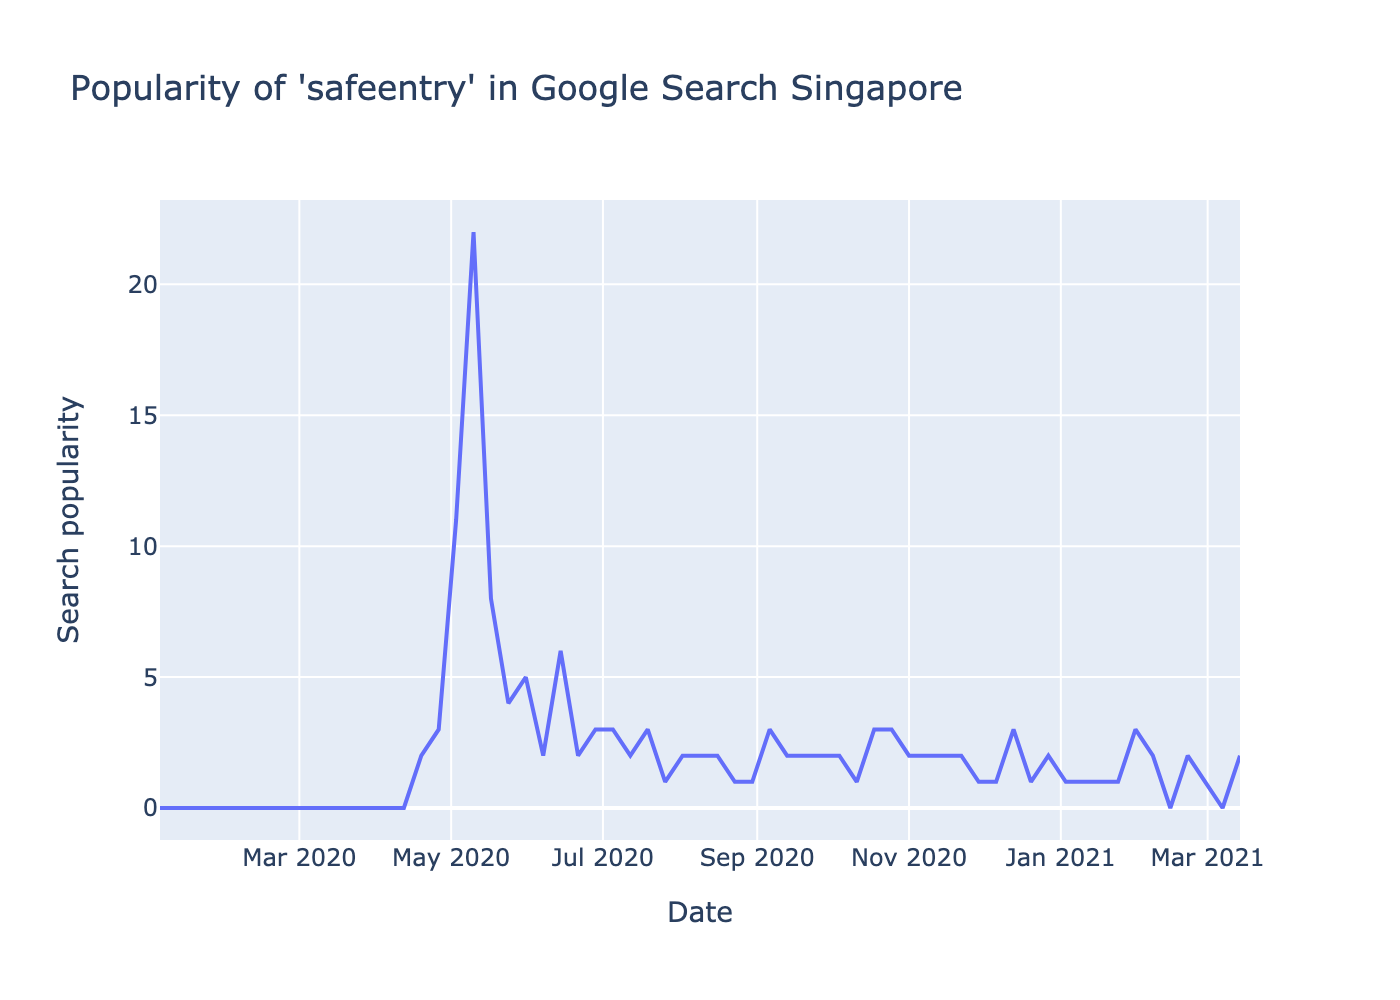 Popularity of 'safeentry' in Google Search Singapore
Search popularity
20
15
10
5
0
Mar 2020 May 2020 Jul 2020 Sep 2020 Nov 2020 Jan 2021 Mar 2021
Date